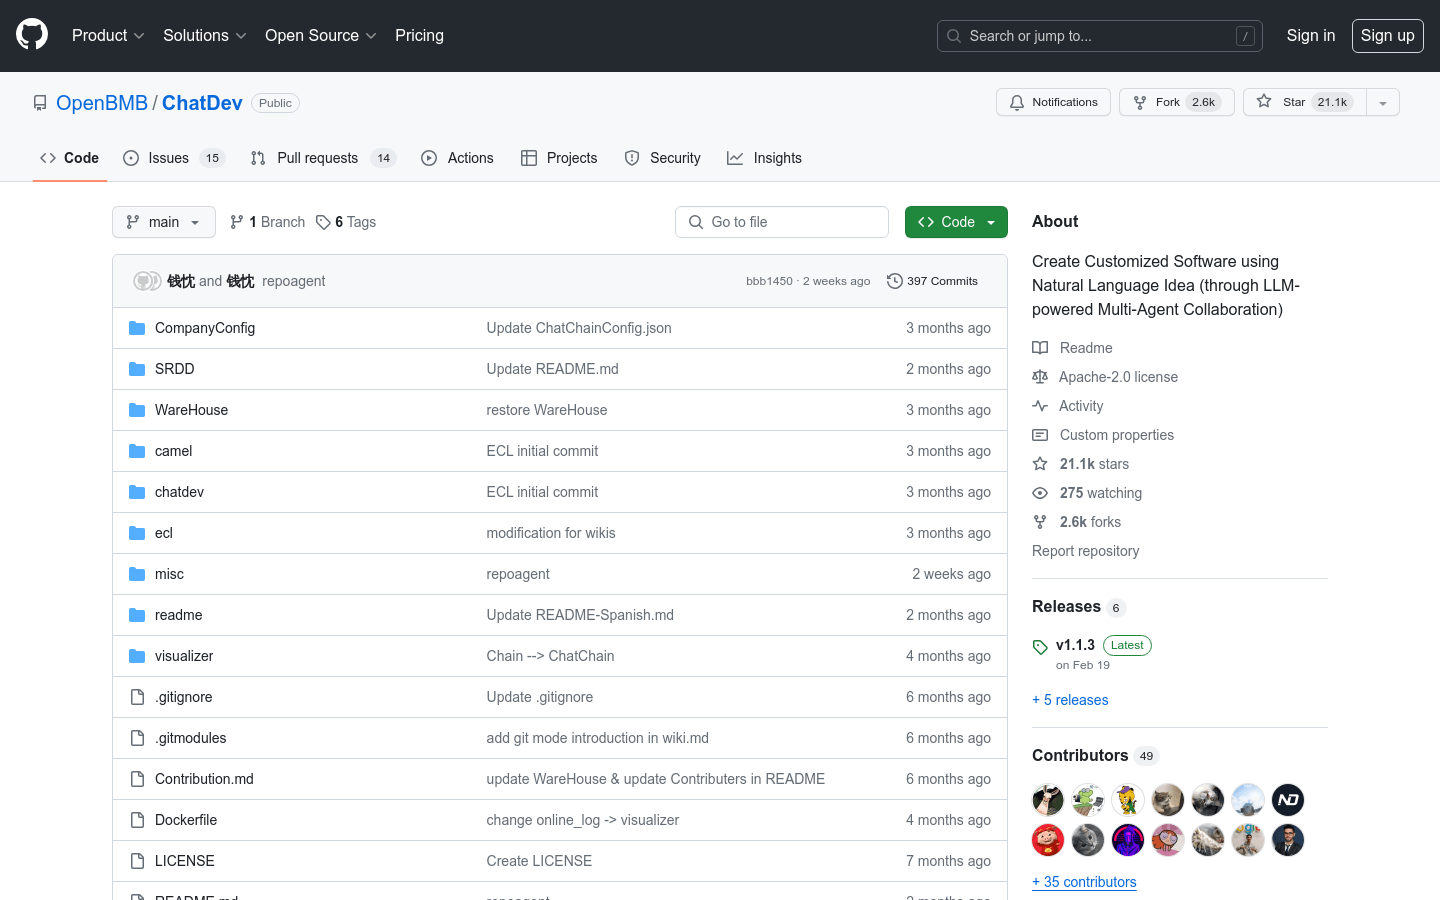 Product Solutions Open Source Pricing Search or jump to... / Sign in Sign up
OpenBMB / ChatDev Public Notifications Fork 2.6k Star 21.1k
Code Issues 15 Pull requests 14 Actions Projects Security Insights
main 1 Branch 6 Tags Go to file Code
钱忱 and 钱忱 repoagent bbb1450 · 2 weeks ago 397 Commits
CompanyConfig Update ChatChainConfig.json 3 months ago
SRDD Update README.md 2 months ago
WareHouse restore WareHouse 3 months ago
camel ECL initial commit 3 months ago
chatdev ECL initial commit 3 months ago
ecl modification for wikis 3 months ago
misc repoagent 2 weeks ago
readme Update README-Spanish.md 2 months ago
visualizer Chain --> ChatChain 4 months ago
.gitignore Update .gitignore 6 months ago
.gitmodules add git mode introduction in wiki.md 6 months ago
Contribution.md update WareHouse & update Contributers in README 6 months ago
Dockerfile change online_log -> visualizer 4 months ago
LICENSE Create LICENSE 7 months ago
README.md repoagent
About
Create Customized Software using
Natural Language Idea (through LLM-
powered Multi-Agent Collaboration)
Readme
Apache-2.0 license
Activity
Custom properties
21.1k stars
275 watching
2.6k forks
Report repository
Releases 6
v1.1.3 Latest
on Feb 19
+ 5 releases
Contributors 49
+ 35 contributors